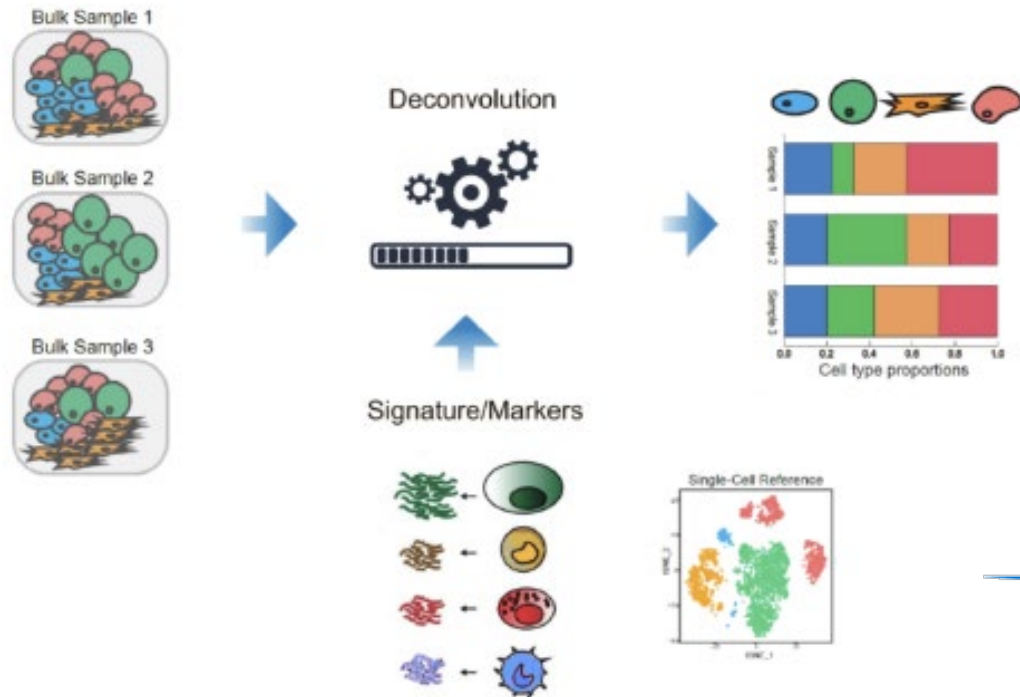 Bulk Sample 1
Bulk Sample 2
Bulk Sample 3
Deconvolution
Signature/Markers
Sample 1
Sample 2
Sample 3
0.0 0.2 0.4 0.6 0.8 1.0
Cell type proportions
Single-Cell Reference